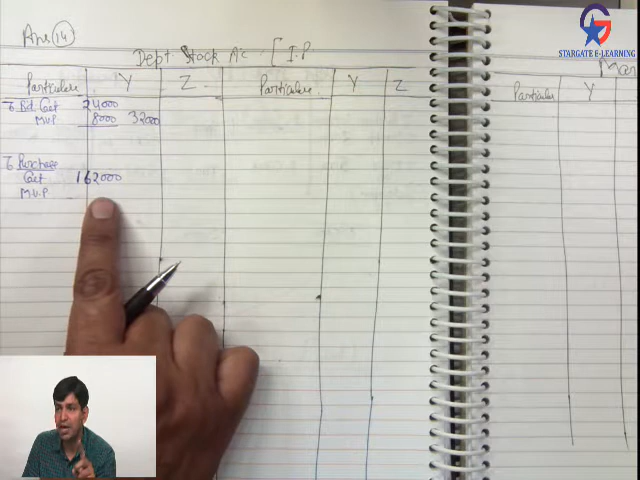 Ans 14
Dept Stock A/c [I.P
Particulars Y Z Particulars Y Z
To Bal Cost 24000
M.U.P 8000 32000
To Purchase
Cost 162000
M.U.P
STARGATE E-LEARNING
Particulars Y